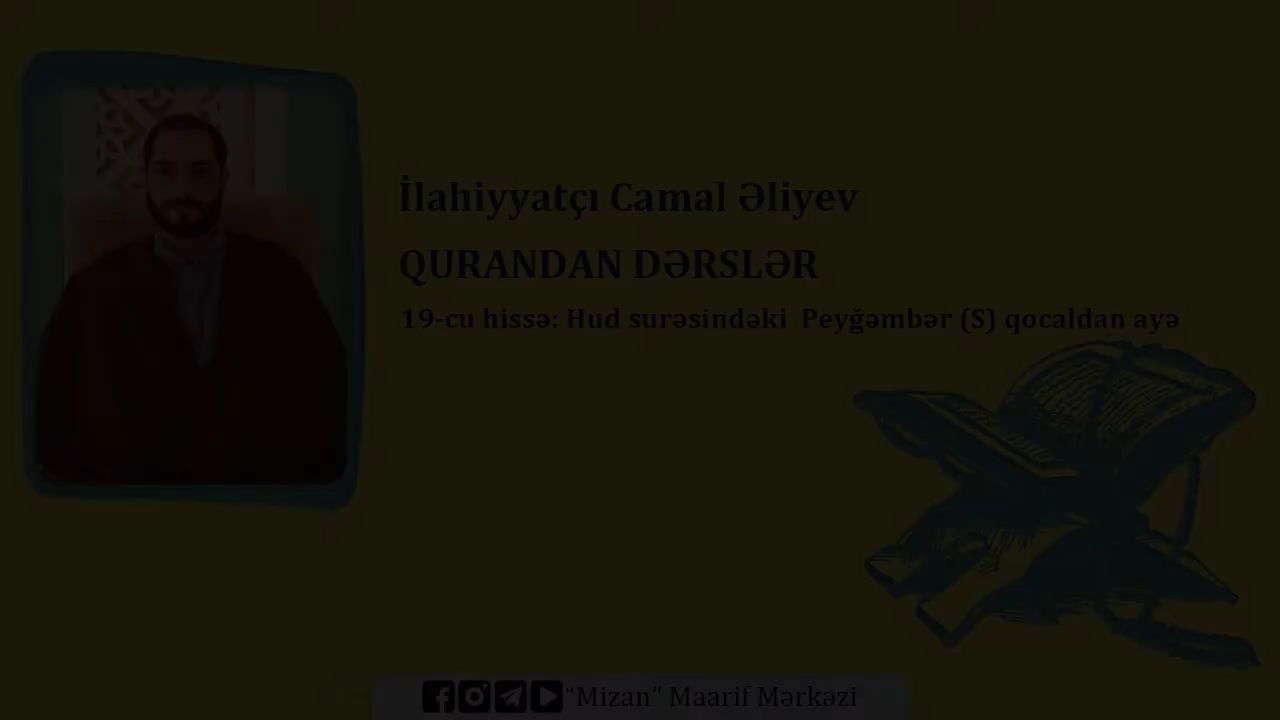 İlahiyyatçı Camal Əliyev
QURANDAN DƏRSLƏR
19-cu hissə: Hud surəsindəki Peyğəmbər (S) qocaldan ayə
"Mizan" Maarif Mərkəzi